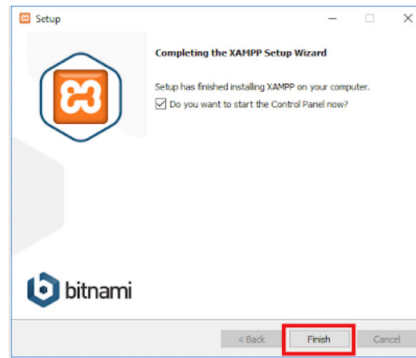 Setup
Completing the XAMPP Setup Wizard
Setup has finished installing XAMPP on your computer.
Do you want to start the Control Panel now?
bitnami
< Back
Finish
Cancel